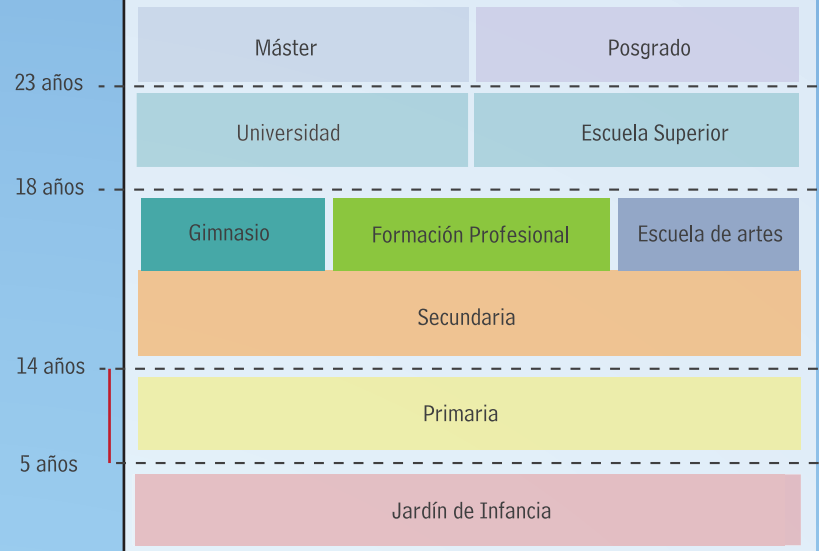 Máster
Posgrado
23 años
Universidad
Escuela Superior
18 años
Gimnasio
Formación Profesional
Escuela de artes
Secundaria
14 años
Primaria
5 años
Jardín de Infancia